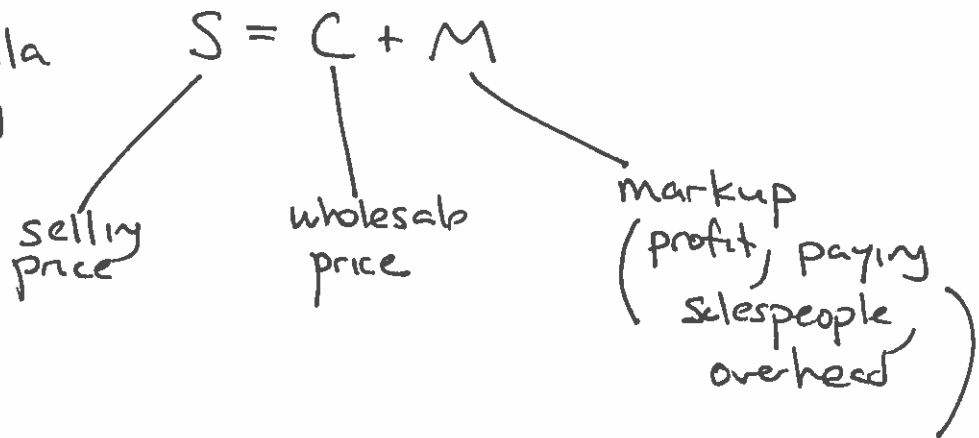 S = C + M
selling
price
wholesale
price
markup
(profit, paying
salespeople,
overhead)